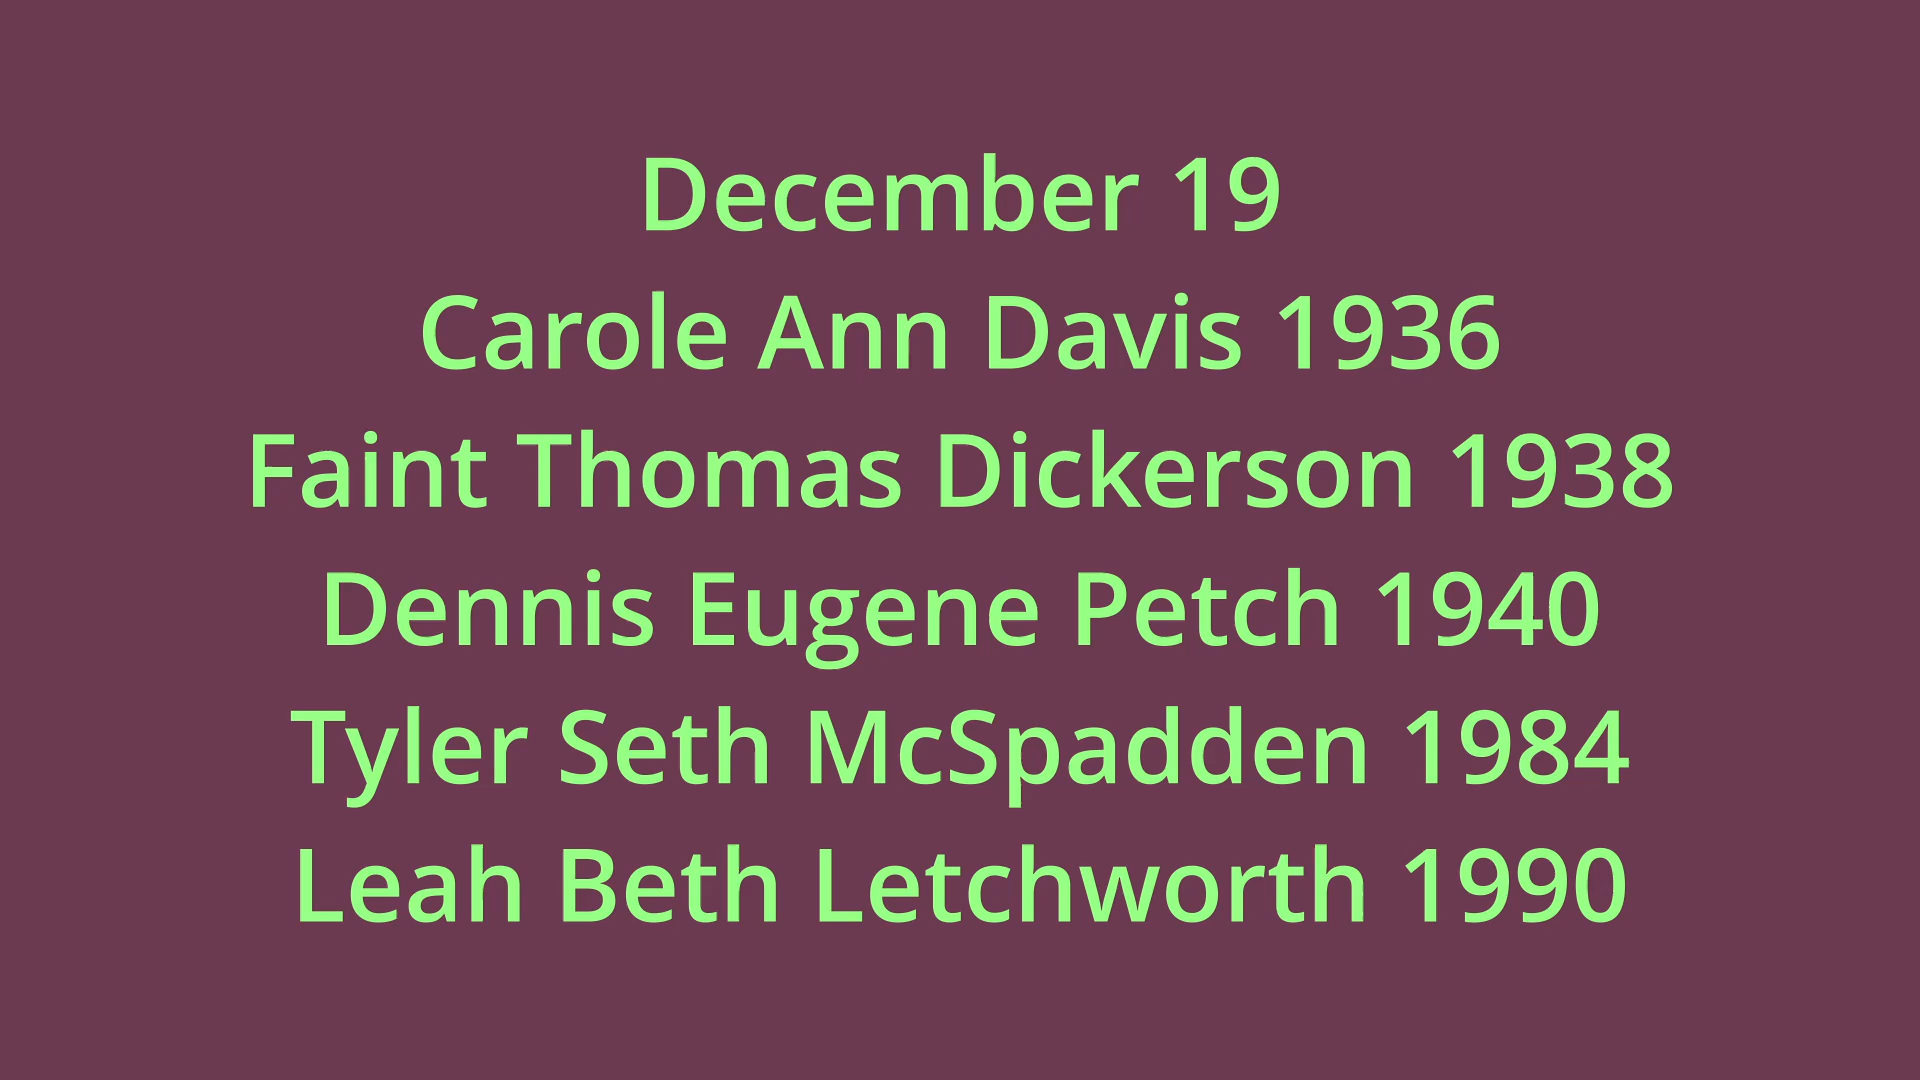 December 19
Carole Ann Davis 1936
Faint Thomas Dickerson 1938
Dennis Eugene Petch 1940
Tyler Seth McSpadden 1984
Leah Beth Letchworth 1990